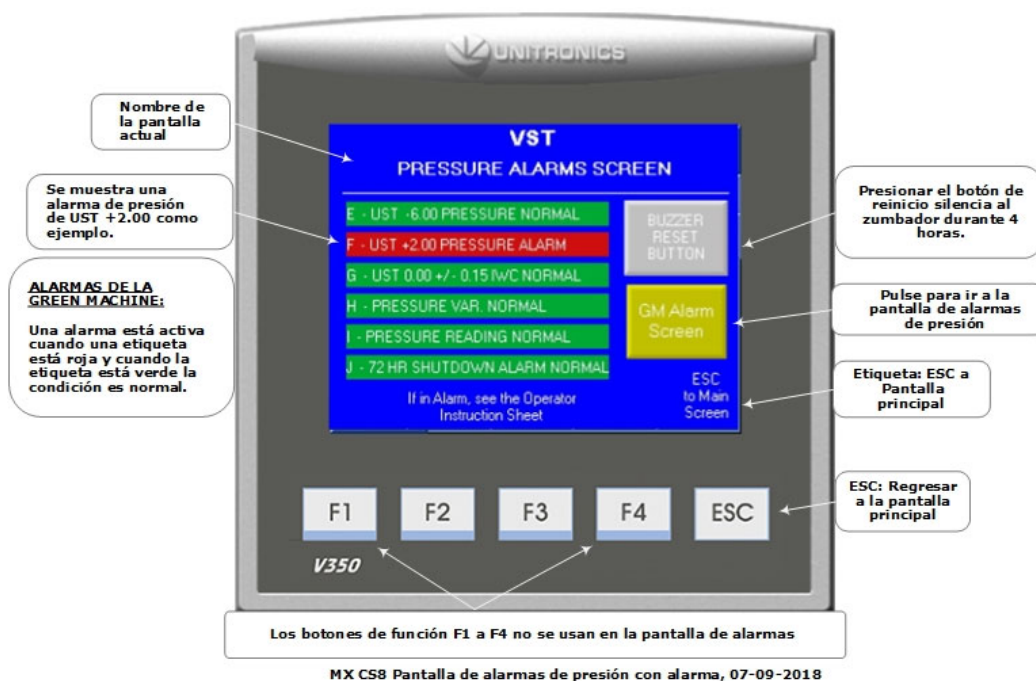 UNITRONICS
Nombre de
la pantalla
actual
Se muestra una
alarma de presión
de UST +2.00 como
ejemplo.
ALARMAS DE LA
GREEN MACHINE:
Una alarma está activa
cuando una etiqueta
está roja y cuando la
etiqueta está verde la
condición es normal.
VST
PRESSURE ALARMS SCREEN
E - UST -6.00 PRESSURE NORMAL
F - UST +2.00 PRESSURE ALARM
G - UST 0.00 +/- 0.15 IWC NORMAL
H - PRESSURE VAR. NORMAL
I - PRESSURE READING NORMAL
J - 72 HR SHUTDOWN ALARM NORMAL
If in Alarm, see the Operator
Instruction Sheet
BUZZER
RESET
BUTTON
GM Alarm
Screen
ESC
to Main
Screen
Presionar el botón de
reinicio silencia al
zumbador durante 4
horas.
Pulse para ir a la
pantalla de alarmas
de presión
Etiqueta: ESC a
Pantalla
principal
ESC: Regresar
a la pantalla
principal
F1 F2 F3 F4 ESC
V350
Los botones de función F1 a F4 no se usan en la pantalla de alarmas
MX CS8 Pantalla de alarmas de presión con alarma, 07-09-2018